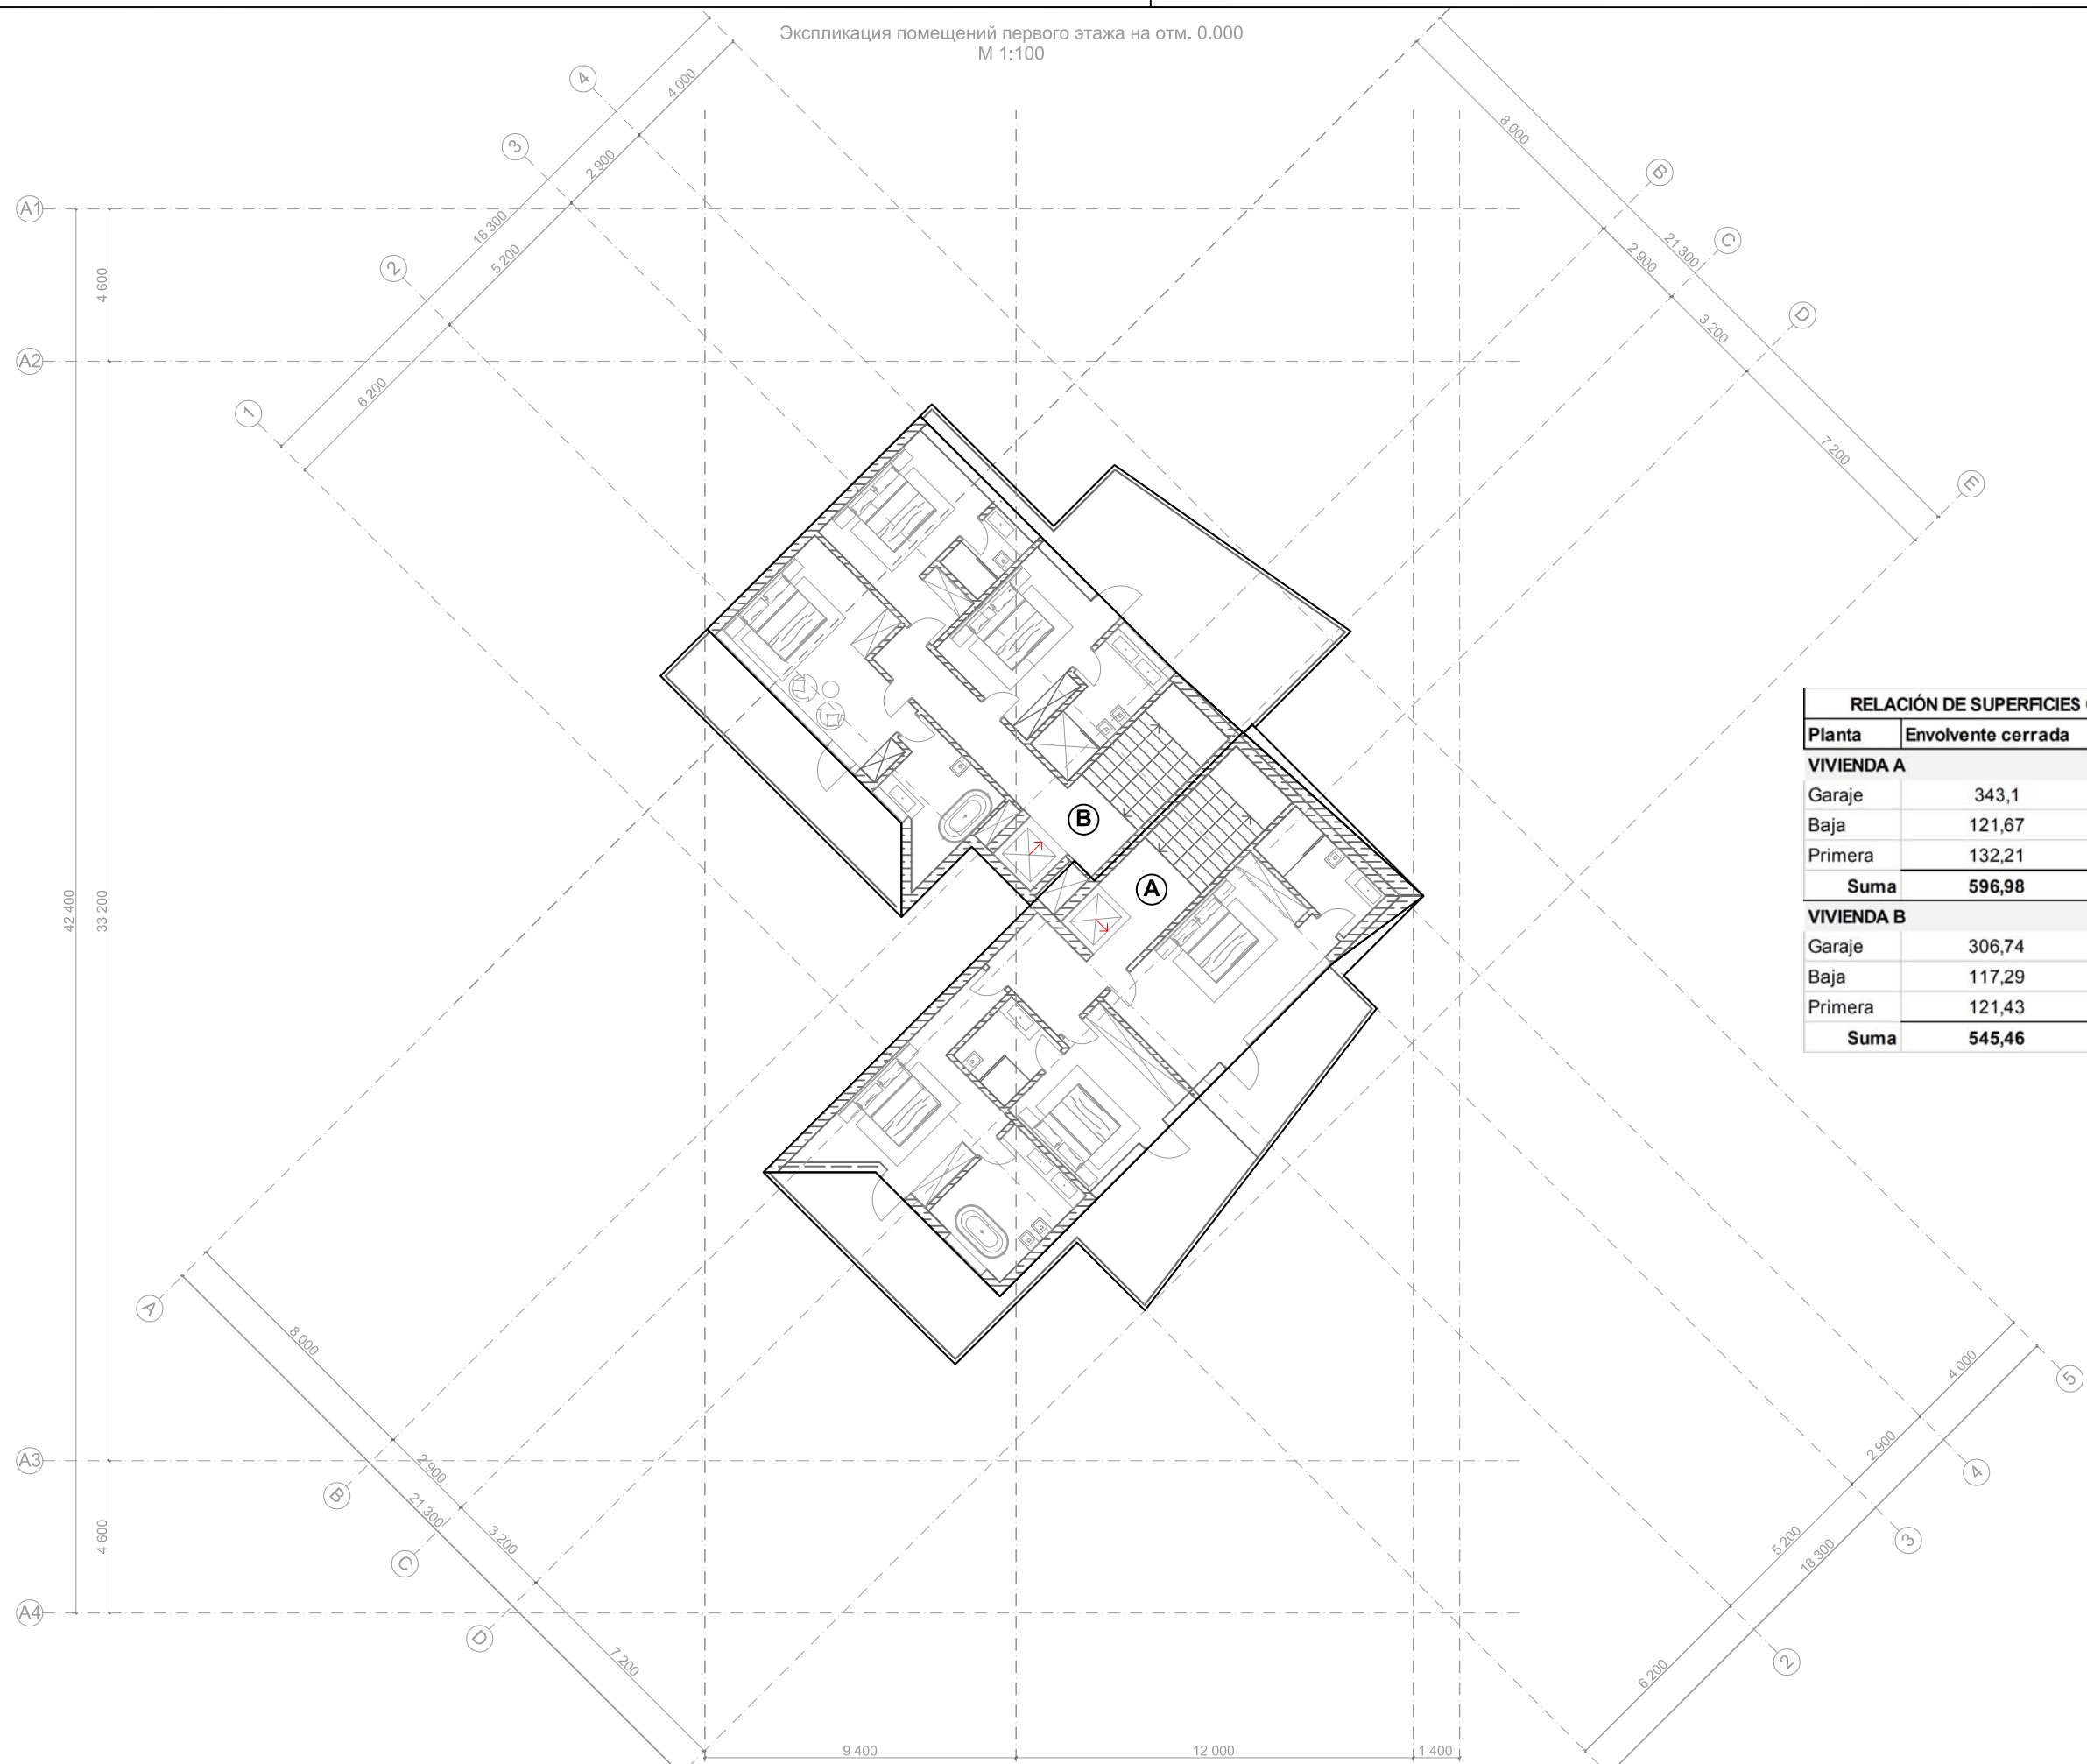 Экспликация помещений первого этажа на отм. 0.000
М 1:100
4
3
2
1
4 000
2 900
18 300
5 200
6 200
8 000
2 900
21 300
3 200
7 200
B
C
D
E
A1
A2
4 600
42 400
33 200
4 600
A3
A4
B
A
RELACIÓN DE SUPERFICIES
Planta Envolvente cerrada
VIVIENDA A
Garaje 343,1
Baja 121,67
Primera 132,21
Suma 596,98
VIVIENDA B
Garaje 306,74
Baja 117,29
Primera 121,43
Suma 545,46
A
B
C
D
8 000
2 900
21 300
3 200
7 200
4 000
2 900
5 200
18 300
6 200
5
4
3
2
9 400
12 000
1 400